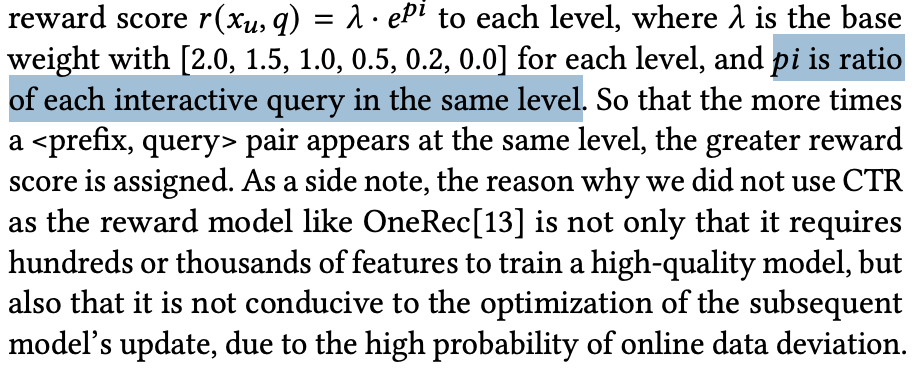 reward score r(xᵤ, q) = λ · eᵖⁱ to each level, where λ is the base
weight with [2.0, 1.5, 1.0, 0.5, 0.2, 0.0] for each level, and pi is ratio
of each interactive query in the same level. So that the more times
a <prefix, query> pair appears at the same level, the greater reward
score is assigned. As a side note, the reason why we did not use CTR
as the reward model like OneRec[13] is not only that it requires
hundreds or thousands of features to train a high-quality model, but
also that it is not conducive to the optimization of the subsequent
model’s update, due to the high probability of online data deviation.